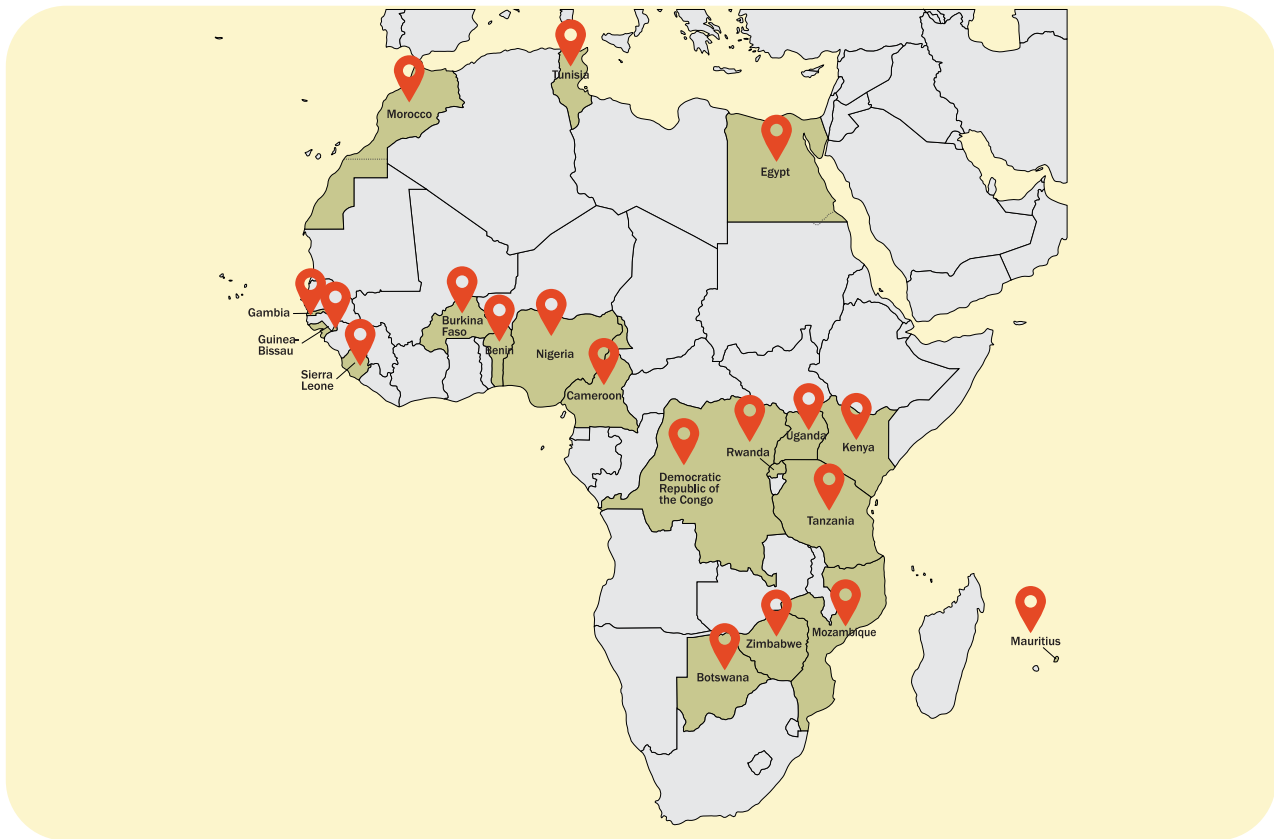 Tunisia
Morocco
Egypt
Gambia
Guinea-
Bissau
Sierra
Leone
Burkina
Faso
Benin
Nigeria
Cameroon
Uganda
Kenya
Rwanda
Democratic
Republic of
the Congo
Tanzania
Mozambique
Zimbabwe
Botswana
Mauritius